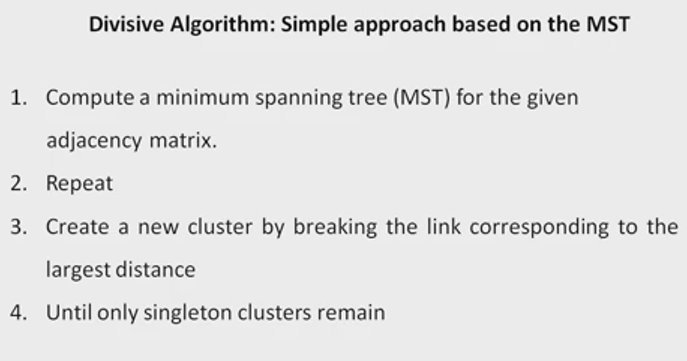 Divisive Algorithm: Simple approach based on the MST
1. Compute a minimum spanning tree (MST) for the given
adjacency matrix.
2. Repeat
3. Create a new cluster by breaking the link corresponding to the
largest distance
4. Until only singleton clusters remain